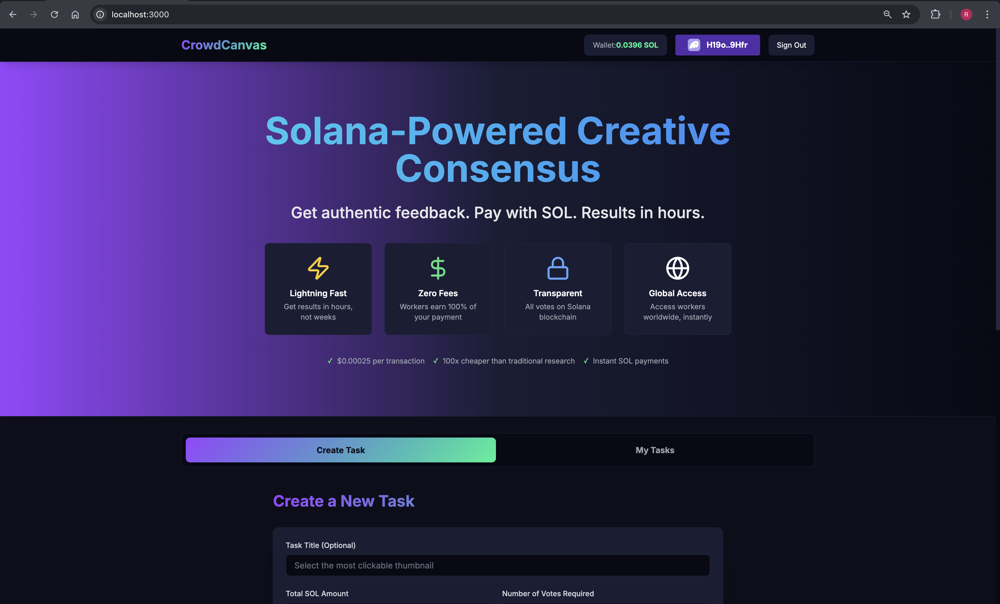 localhost:3000
R
CrowdCanvas
Wallet:0.0396 SOL
H19o..9Hfr
Sign Out
Solana-Powered Creative
Consensus
Get authentic feedback. Pay with SOL. Results in hours.
Lightning Fast
Get results in hours,
not weeks
Zero Fees
Workers earn 100% of
your payment
Transparent
All votes on Solana
blockchain
Global Access
Access workers
worldwide, instantly
✓ $0.00025 per transaction ✓ 100x cheaper than traditional research ✓ Instant SOL payments
Create Task
My Tasks
Create a New Task
Task Title (Optional)
Select the most clickable thumbnail
Total SOL Amount
Number of Votes Required